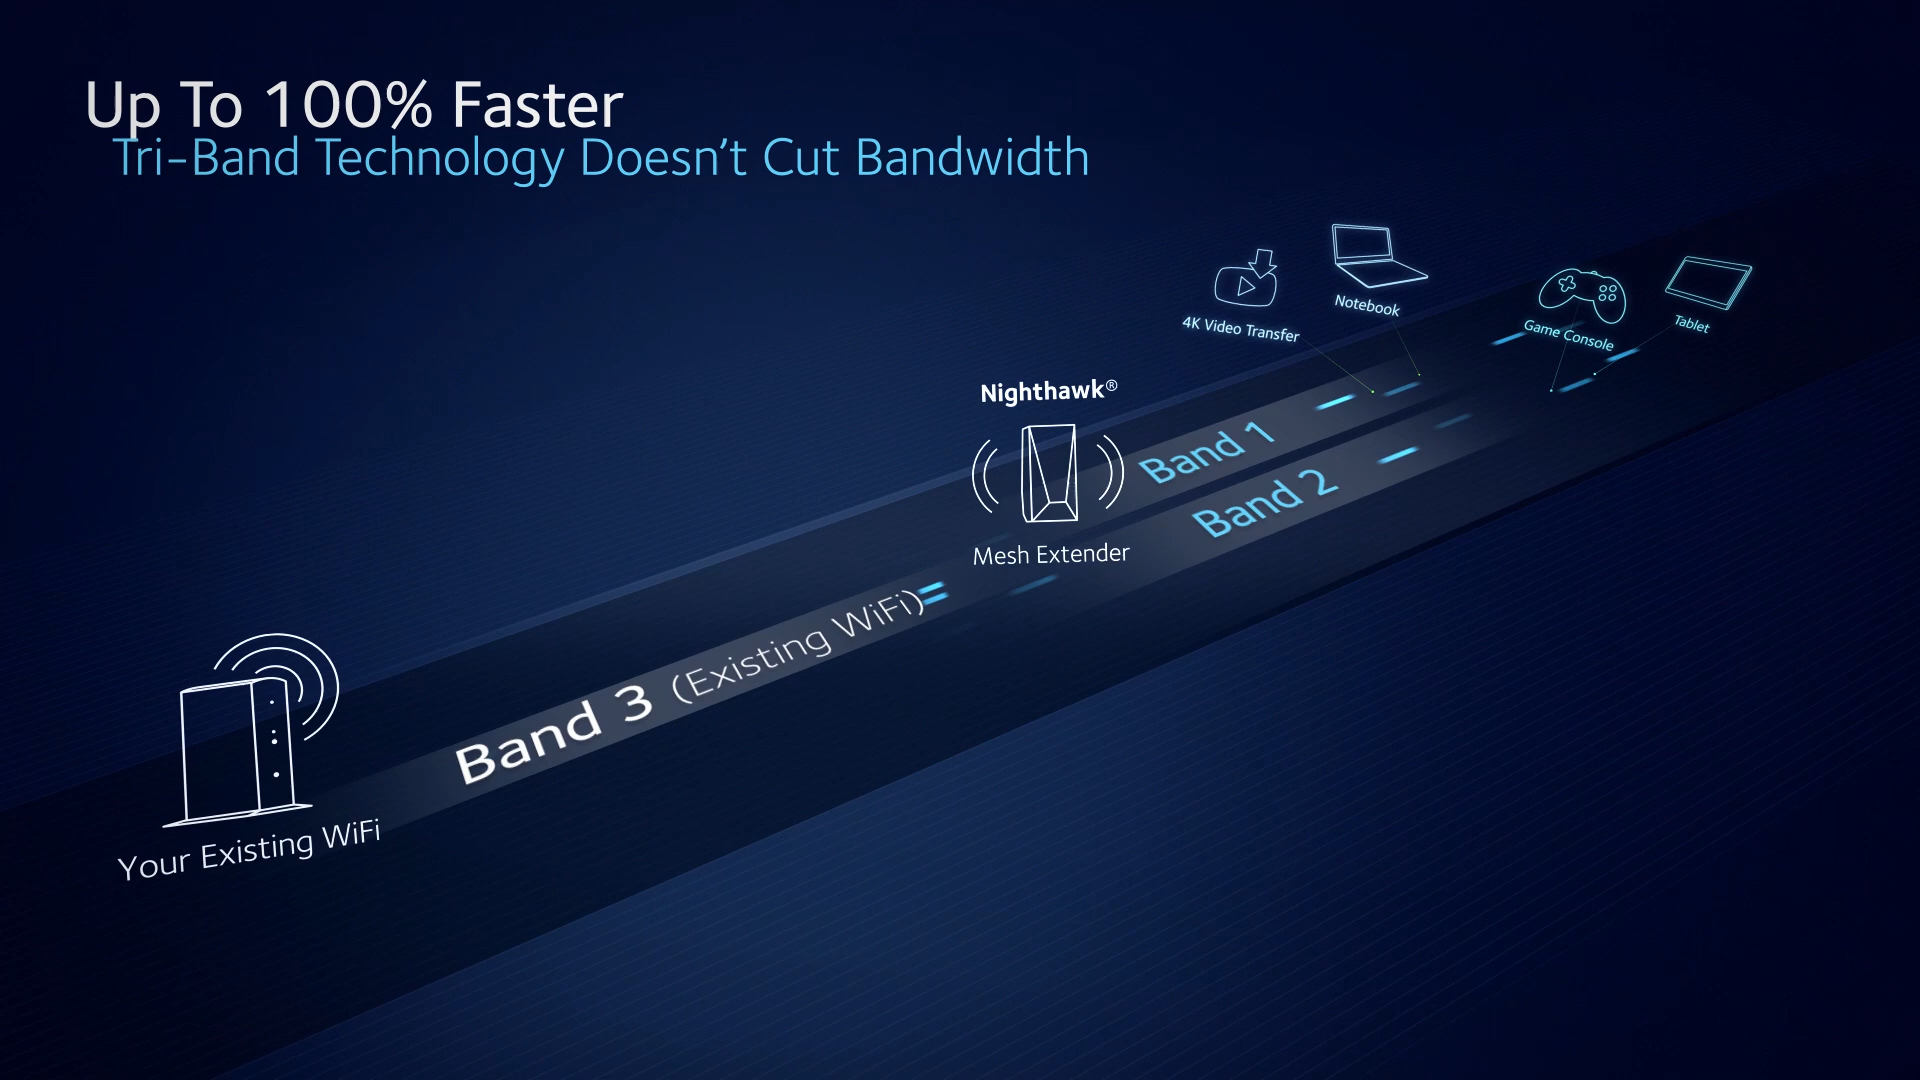 Up To 100% Faster
Tri-Band Technology Doesn't Cut Bandwidth
4K Video Transfer
Notebook
Game Console
Tablet
Nighthawk®
Mesh Extender
Band 1
Band 2
Band 3 (Existing WiFi)
Your Existing WiFi